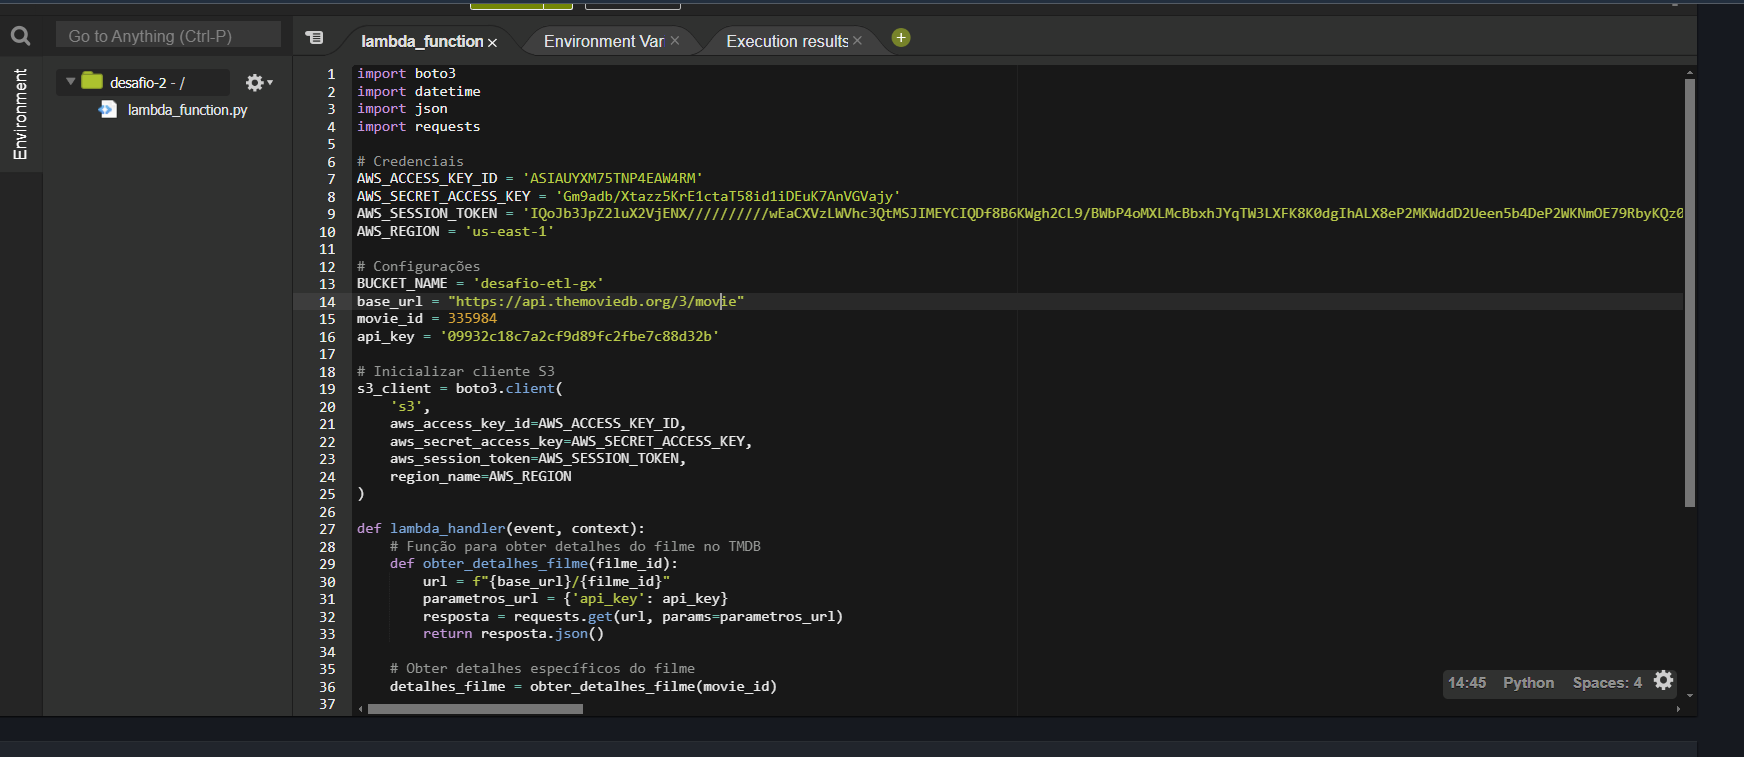 Go to Anything (Ctrl-P)
lambda_function
Environment Var
Execution results
Environment
desafio-2 - /
lambda_function.py
1 import boto3
2 import datetime
3 import json
4 import requests
5
6 # Credenciais
7 AWS_ACCESS_KEY_ID = 'ASIAUYXM75TNP4EAW4RM'
8 AWS_SECRET_ACCESS_KEY = 'Gm9adb/Xtazz5KrE1ctaT58id1iDEuK7AnVGVajy'
9 AWS_SESSION_TOKEN = 'IQoJb3JpZ2luX2VjENX//////////wEaCXVzLWVhc3QtMSJIMEYCIQDf8B6KWgh2CL9/BWbP4oMXLMcBbxhJYqTW3LXFK8K0dgIhALX8eP2MKWddD2Ueen5b4DeP2WKNmOE79RbyKQz0
10 AWS_REGION = 'us-east-1'
11
12 # Configurações
13 BUCKET_NAME = 'desafio-etl-gx'
14 base_url = "https://api.themoviedb.org/3/movie"
15 movie_id = 335984
16 api_key = '09932c18c7a2cf9d89fc2fbe7c88d32b'
17
18 # Inicializar cliente S3
19 s3_client = boto3.client(
20     's3',
21     aws_access_key_id=AWS_ACCESS_KEY_ID,
22     aws_secret_access_key=AWS_SECRET_ACCESS_KEY,
23     aws_session_token=AWS_SESSION_TOKEN,
24     region_name=AWS_REGION
25 )
26
27 def lambda_handler(event, context):
28     # Função para obter detalhes do filme no TMDB
29     def obter_detalhes_filme(filme_id):
30         url = f"{base_url}/{filme_id}"
31         parametros_url = {'api_key': api_key}
32         resposta = requests.get(url, params=parametros_url)
33         return resposta.json()
34
35     # Obter detalhes específicos do filme
36     detalhes_filme = obter_detalhes_filme(movie_id)
37
14:45 Python Spaces: 4